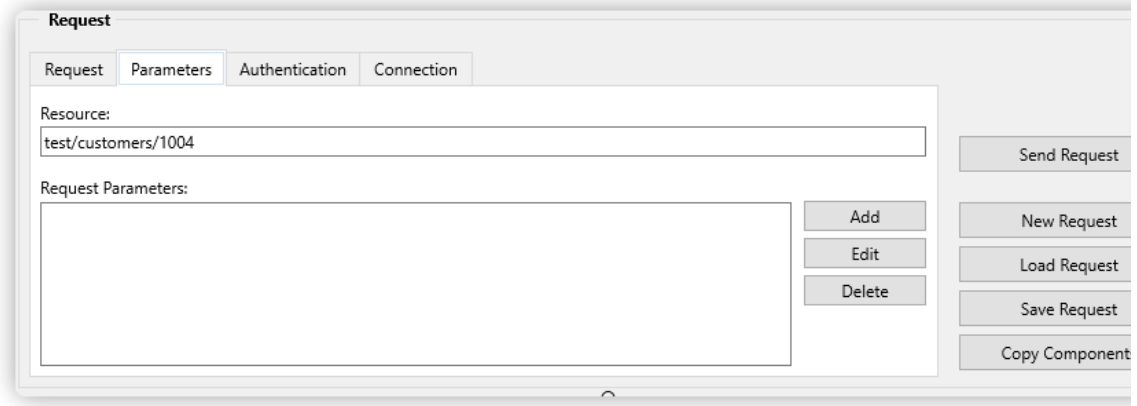 Request
Request Parameters Authentication Connection
Resource:
test/customers/1004
Send Request
Request Parameters:
Add
New Request
Edit
Load Request
Delete
Save Request
Copy Component